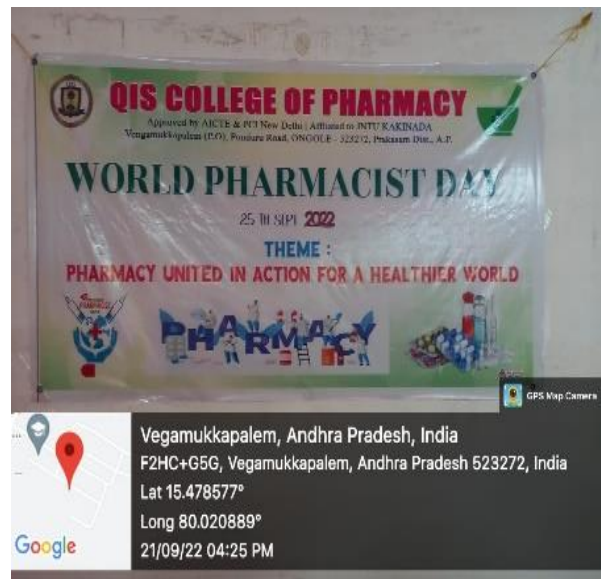 QIS COLLEGE OF PHARMACY
Approved by AICTE & PCI New Delhi | Affiliated to JNTU KAKINADA
Vengamukkapalem (P.O), Pondura Road, ONGOLE - 523272, Prakasam Dist., A.P.
WORLD PHARMACIST DAY
25 TH SEPT 2022
THEME :
PHARMACY UNITED IN ACTION FOR A HEALTHIER WORLD
PHARMACY
GPS Map Camera
Vegamukkapalem, Andhra Pradesh, India
F2HC+G5G, Vegamukkapalem, Andhra Pradesh 523272, India
Lat 15.478577°
Long 80.020889°
21/09/22 04:25 PM
Google